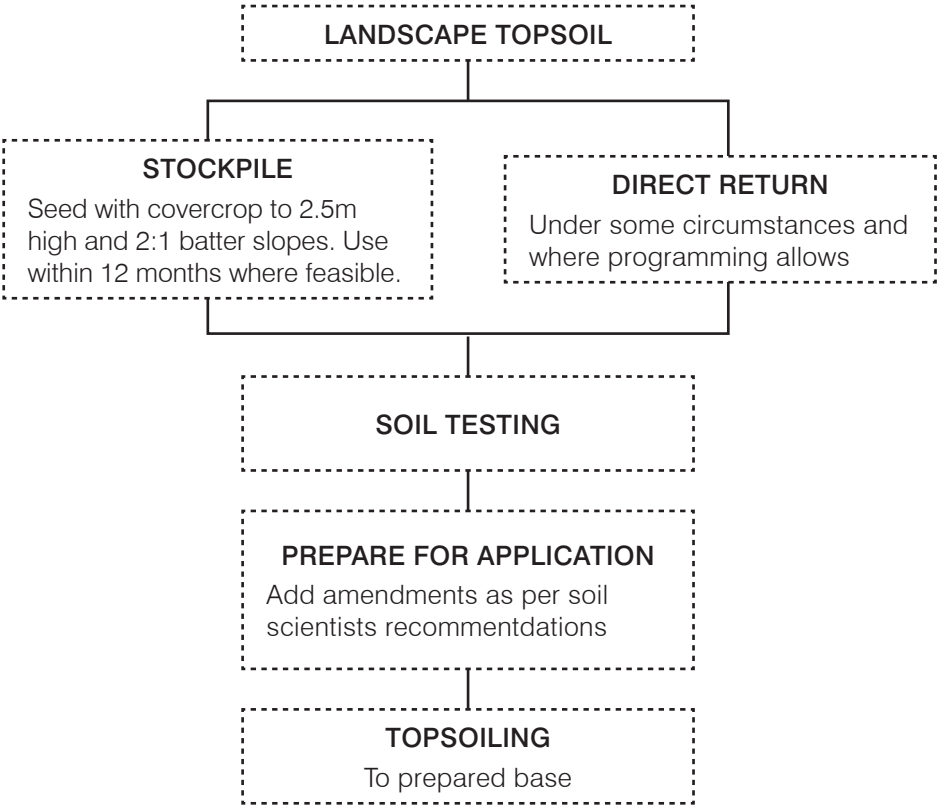 LANDSCAPE TOPSOIL
STOCKPILE
Seed with covercrop to 2.5m
high and 2:1 batter slopes. Use
within 12 months where feasible.
DIRECT RETURN
Under some circumstances and
where programming allows
SOIL TESTING
PREPARE FOR APPLICATION
Add amendments as per soil
scientists recommentdations
TOPSOILING
To prepared base